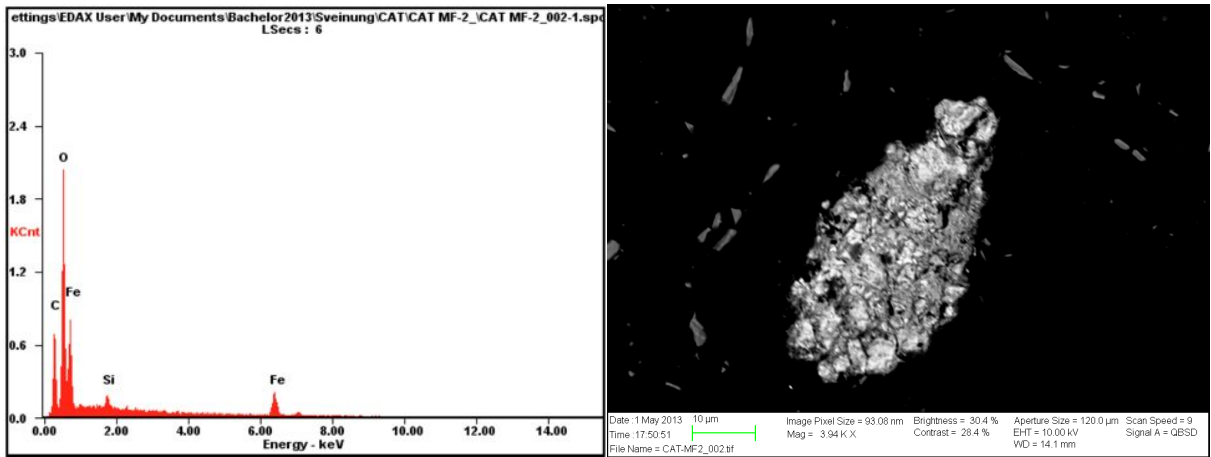 ettings\EDAX User\My Documents\Bachelor2013\Sveinung\CAT\CAT MF-2_\CAT MF-2_002-1.spc
LSecs : 6
3.0
2.4
1.8
KCnt
1.2
0.6
0.0
O
Fe
C
Si
Fe
0.00 2.00 4.00 6.00 8.00 10.00 12.00 14.00
Energy - keV
Date :1 May 2013 10 µm Image Pixel Size = 93.08 nm Brightness = 30.4 % Aperture Size = 120.0 µm Scan Speed = 9
Time :17:50:51 Mag = 3.94 K X Contrast = 28.4 % EHT = 10.00 kV Signal A = QBSD
File Name = CAT-MF2_002.tif WD = 14.1 mm